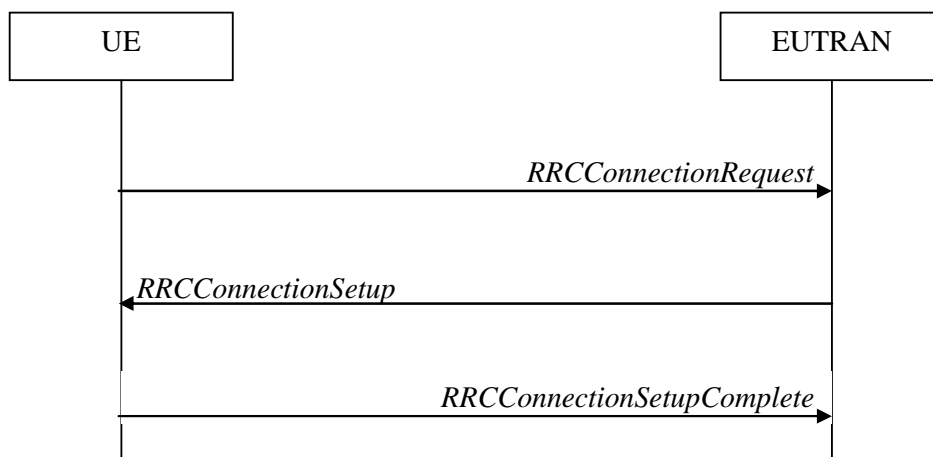 UE
EUTRAN
RRCConnectionRequest
RRCConnectionSetup
RRCConnectionSetupComplete